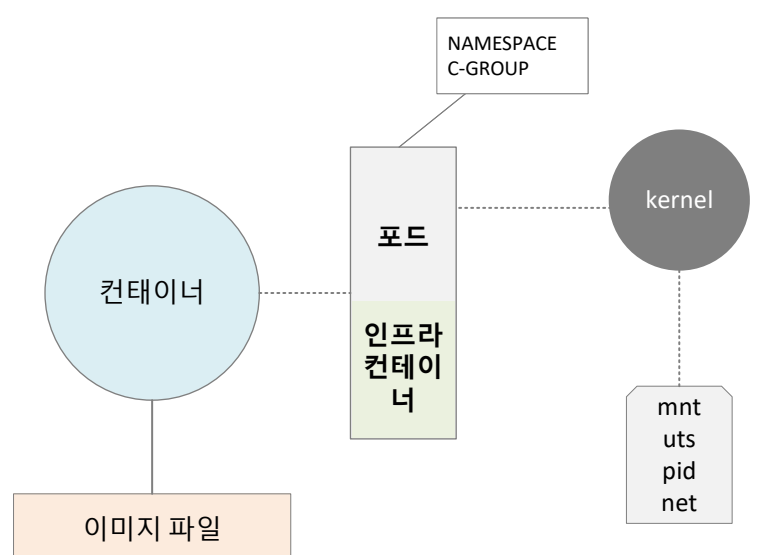 NAMESPACE
C-GROUP
kernel
포드
컨태이너
인프라
컨테이
너
mnt
uts
pid
net
이미지 파일